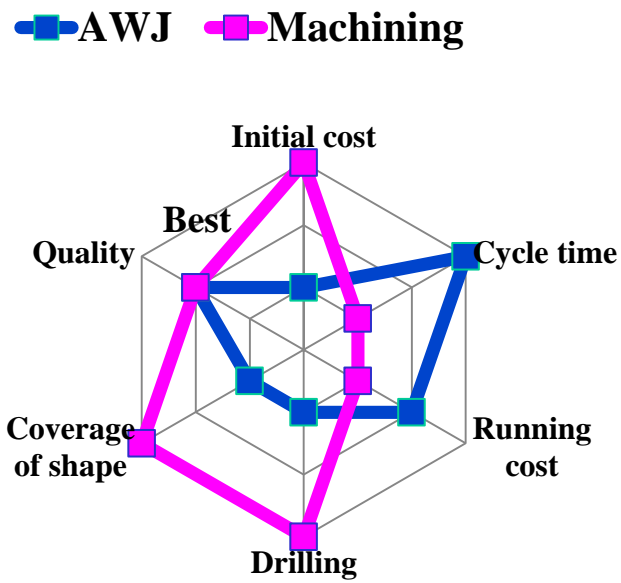 AWJ Machining
Initial cost
Best
Quality
Cycle time
Coverage
of shape
Running
cost
Drilling